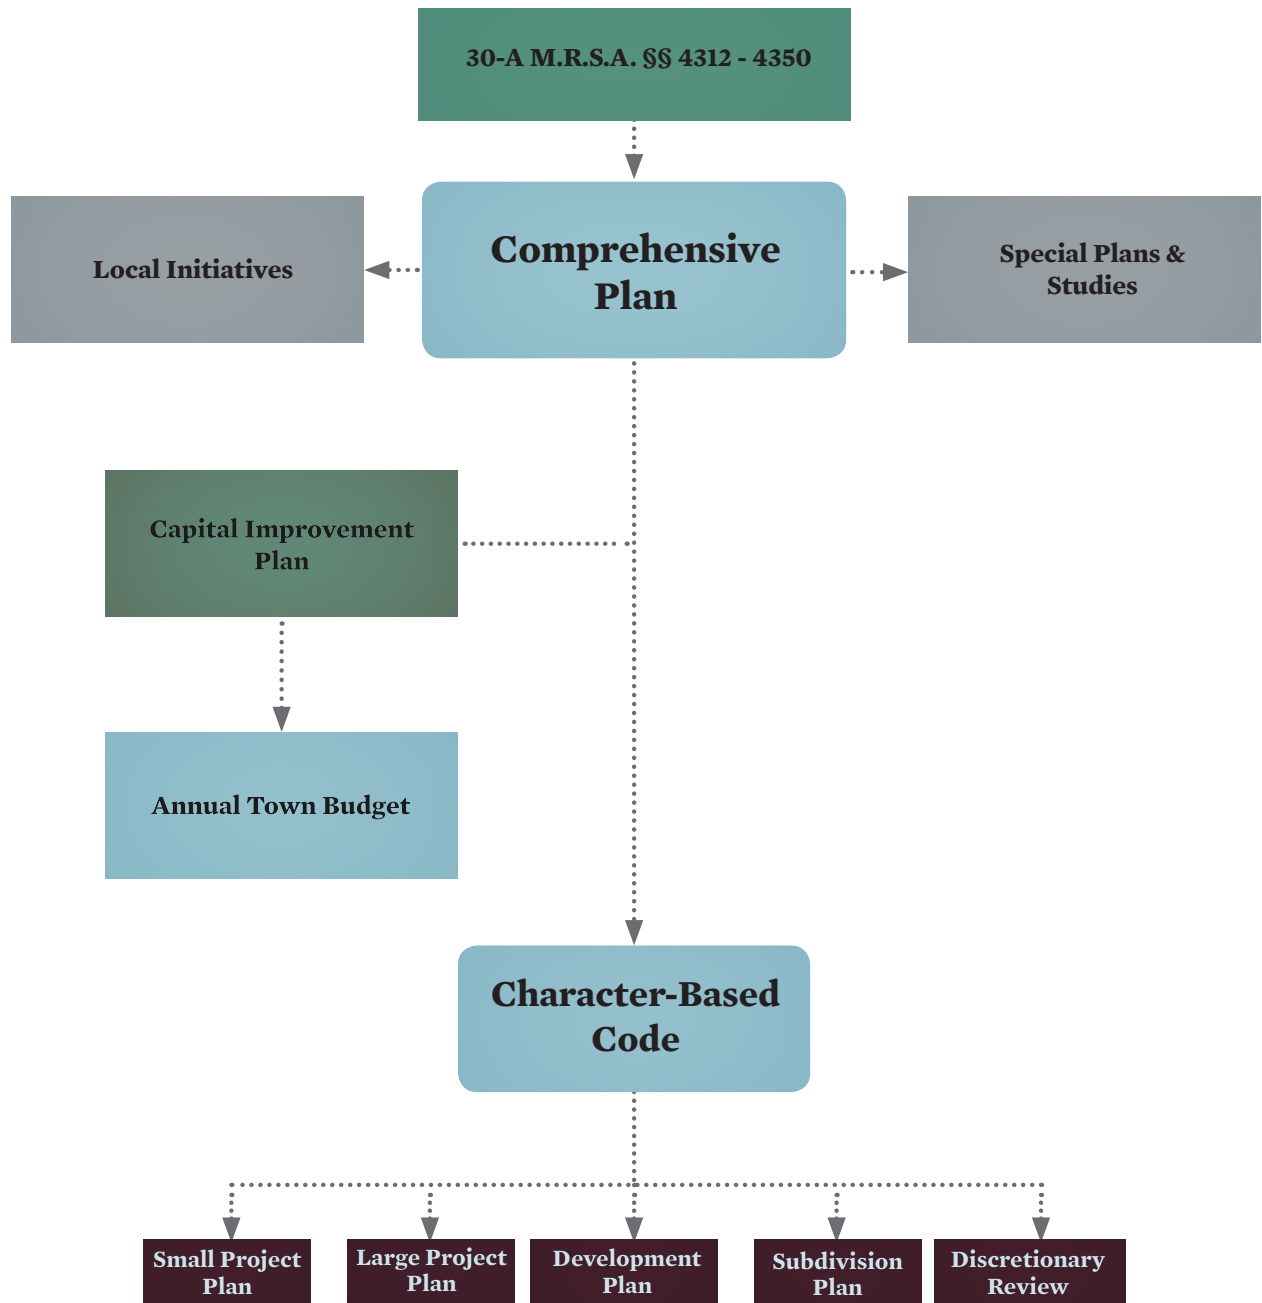 30-A M.R.S.A. §§ 4312 - 4350
Comprehensive
Plan
Local Initiatives
Special Plans &
Studies
Capital Improvement
Plan
Annual Town Budget
Character-Based
Code
Small Project
Plan
Large Project
Plan
Development
Plan
Subdivision
Plan
Discretionary
Review